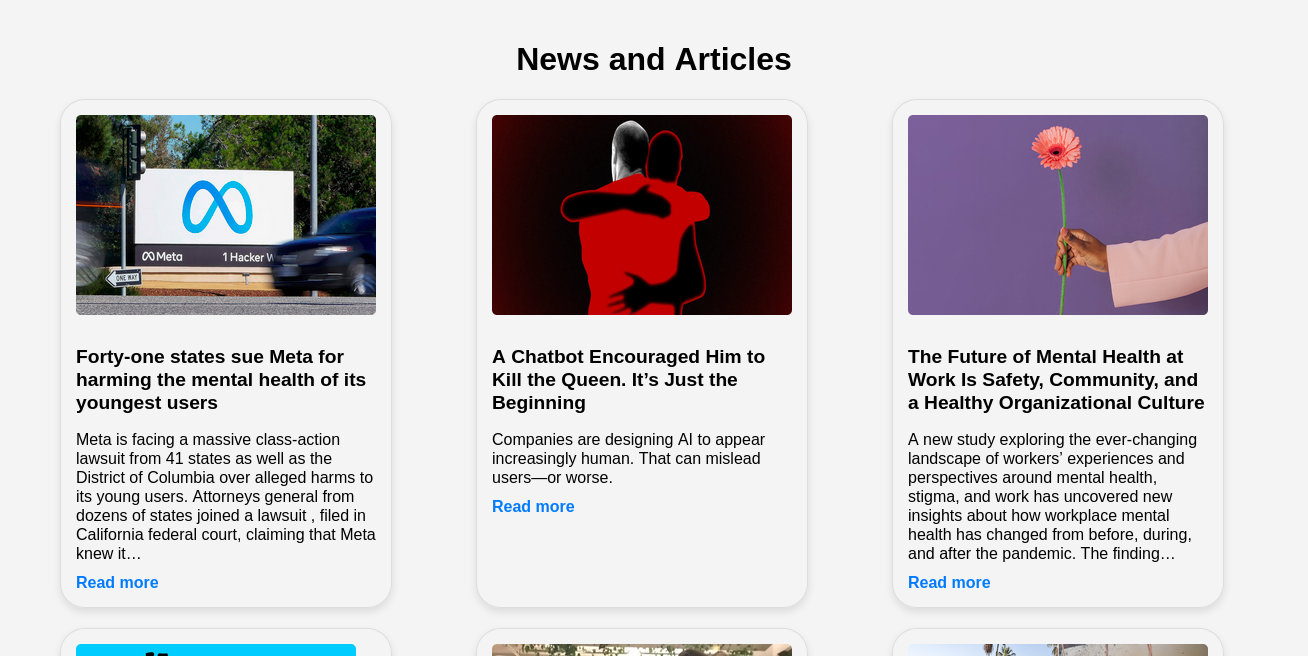 News and Articles
Meta
1 Hacker W
ONE WAY
Forty-one states sue Meta for
harming the mental health of its
youngest users
Meta is facing a massive class-action
lawsuit from 41 states as well as the
District of Columbia over alleged harms to
its young users. Attorneys general from
dozens of states joined a lawsuit , filed in
California federal court, claiming that Meta
knew it…
Read more
A Chatbot Encouraged Him to
Kill the Queen. It’s Just the
Beginning
Companies are designing AI to appear
increasingly human. That can mislead
users—or worse.
Read more
The Future of Mental Health at
Work Is Safety, Community, and
a Healthy Organizational Culture
A new study exploring the ever-changing
landscape of workers’ experiences and
perspectives around mental health,
stigma, and work has uncovered new
insights about how workplace mental
health has changed from before, during,
and after the pandemic. The finding…
Read more